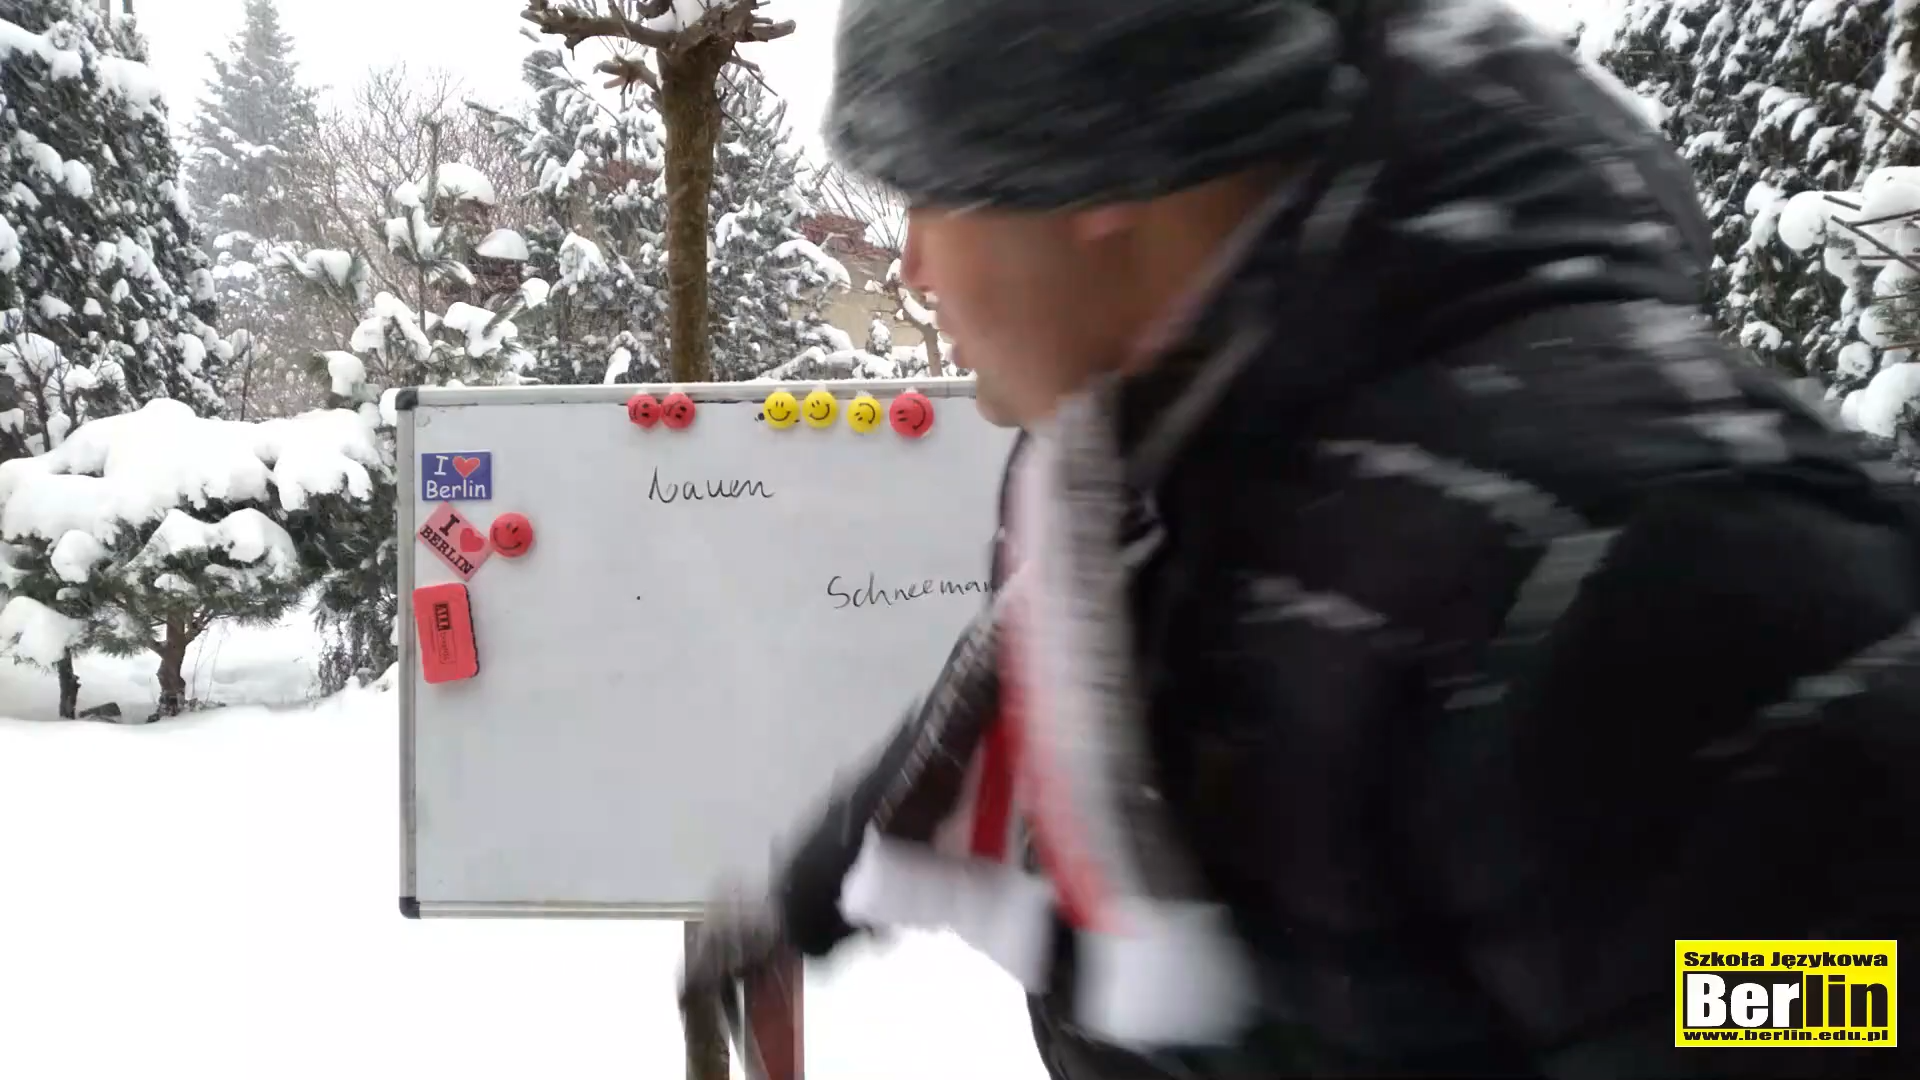 I ❤
Berlin
bauen
I ❤
BERLIN
Schneeman
Szkoła Językowa
Berlin
www.berlin.edu.pl